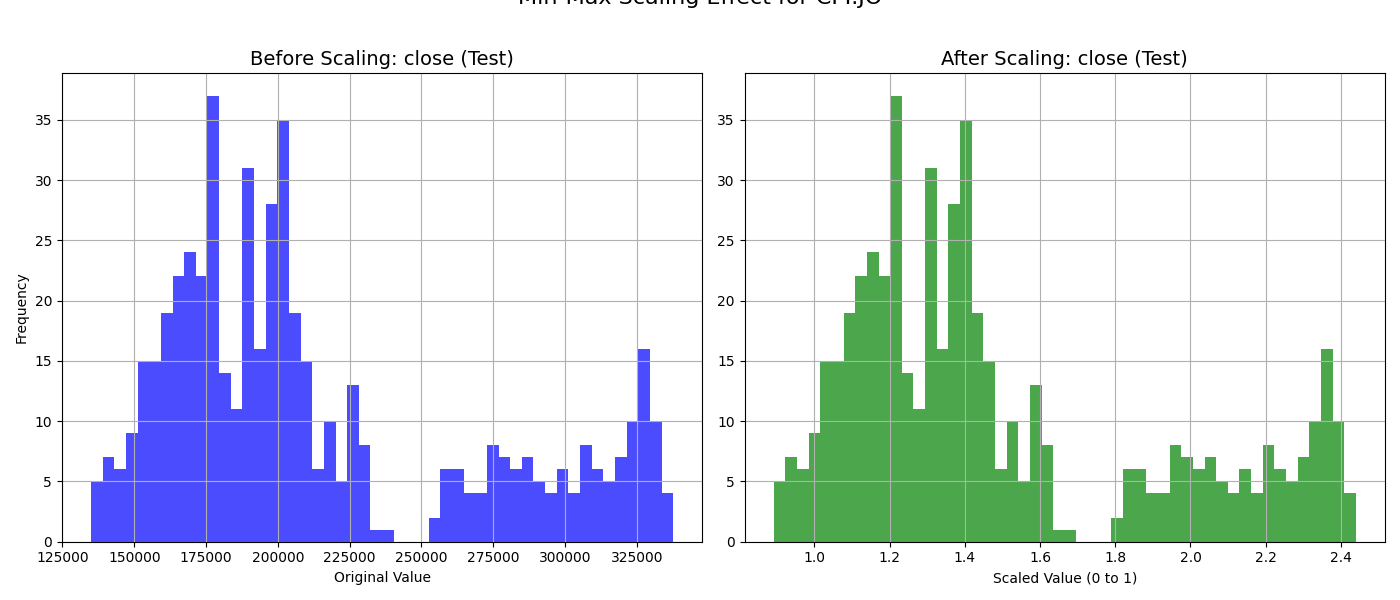 Min-Max Scaling Effect for CPI.JO
Before Scaling: close (Test)
After Scaling: close (Test)
Frequency
35
30
25
20
15
10
5
0
125000 150000 175000 200000 225000 250000 275000 300000 325000
Original Value
35
30
25
20
15
10
5
0
1.0 1.2 1.4 1.6 1.8 2.0 2.2 2.4
Scaled Value (0 to 1)